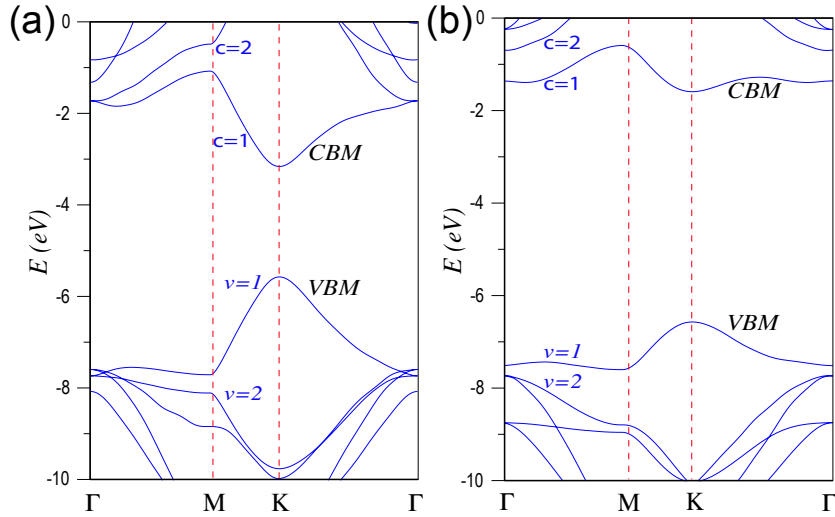 (a)
0
-2
-4
-6
-8
-10
E (eV)
c=2
c=1
CBM
v=1
VBM
v=2
Γ M K Γ
(b)
0
-2
-4
-6
-8
-10
E (eV)
c=2
c=1
CBM
VBM
v=1
v=2
Γ M K Γ